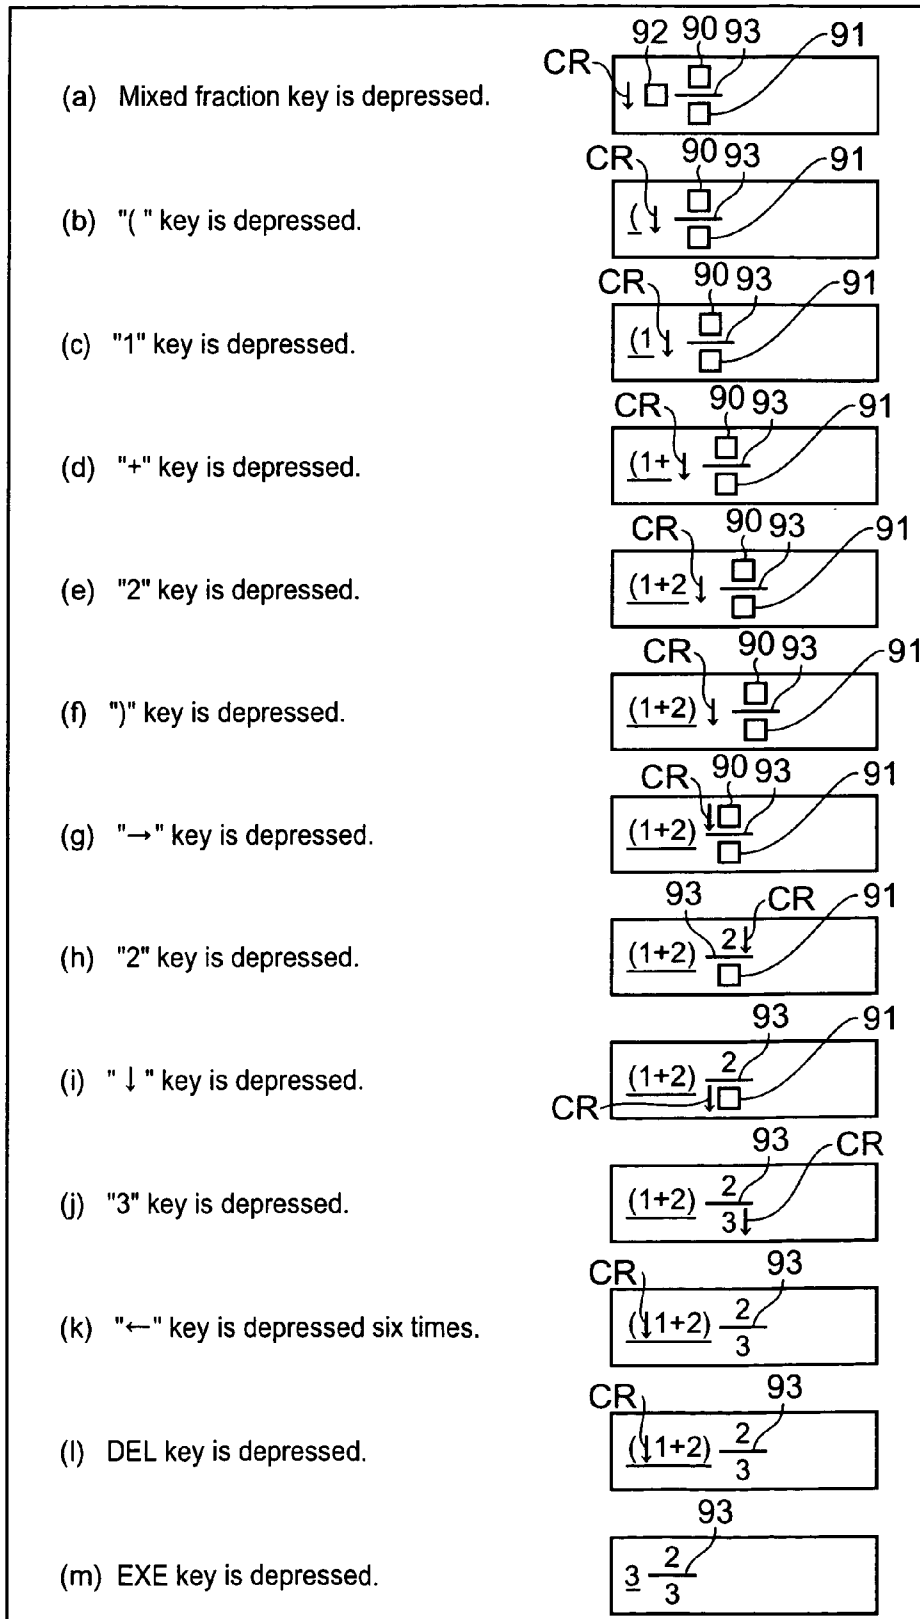 92 90 93 91
CR
(a) Mixed fraction key is depressed.
CR 90 93 91
(b) "( " key is depressed. (
CR 90 93 91
(c) "1" key is depressed. (1
CR 90 93 91
(d) "+" key is depressed. (1+
CR 90 93 91
(e) "2" key is depressed. (1+2
CR 90 93 91
(f) ")" key is depressed. (1+2)
CR 90 93 91
(g) "→" key is depressed. (1+2)
93 CR 91
2
(h) "2" key is depressed. (1+2)
93 91
2
(i) "↓" key is depressed. (1+2)
CR
93 CR
2
(j) "3" key is depressed. (1+2)
3
CR 93
2
(k) "←" key is depressed six times. (↓1+2)
3
CR 93
2
(l) DEL key is depressed. (↓1+2)
3
93
2
(m) EXE key is depressed. 3
3